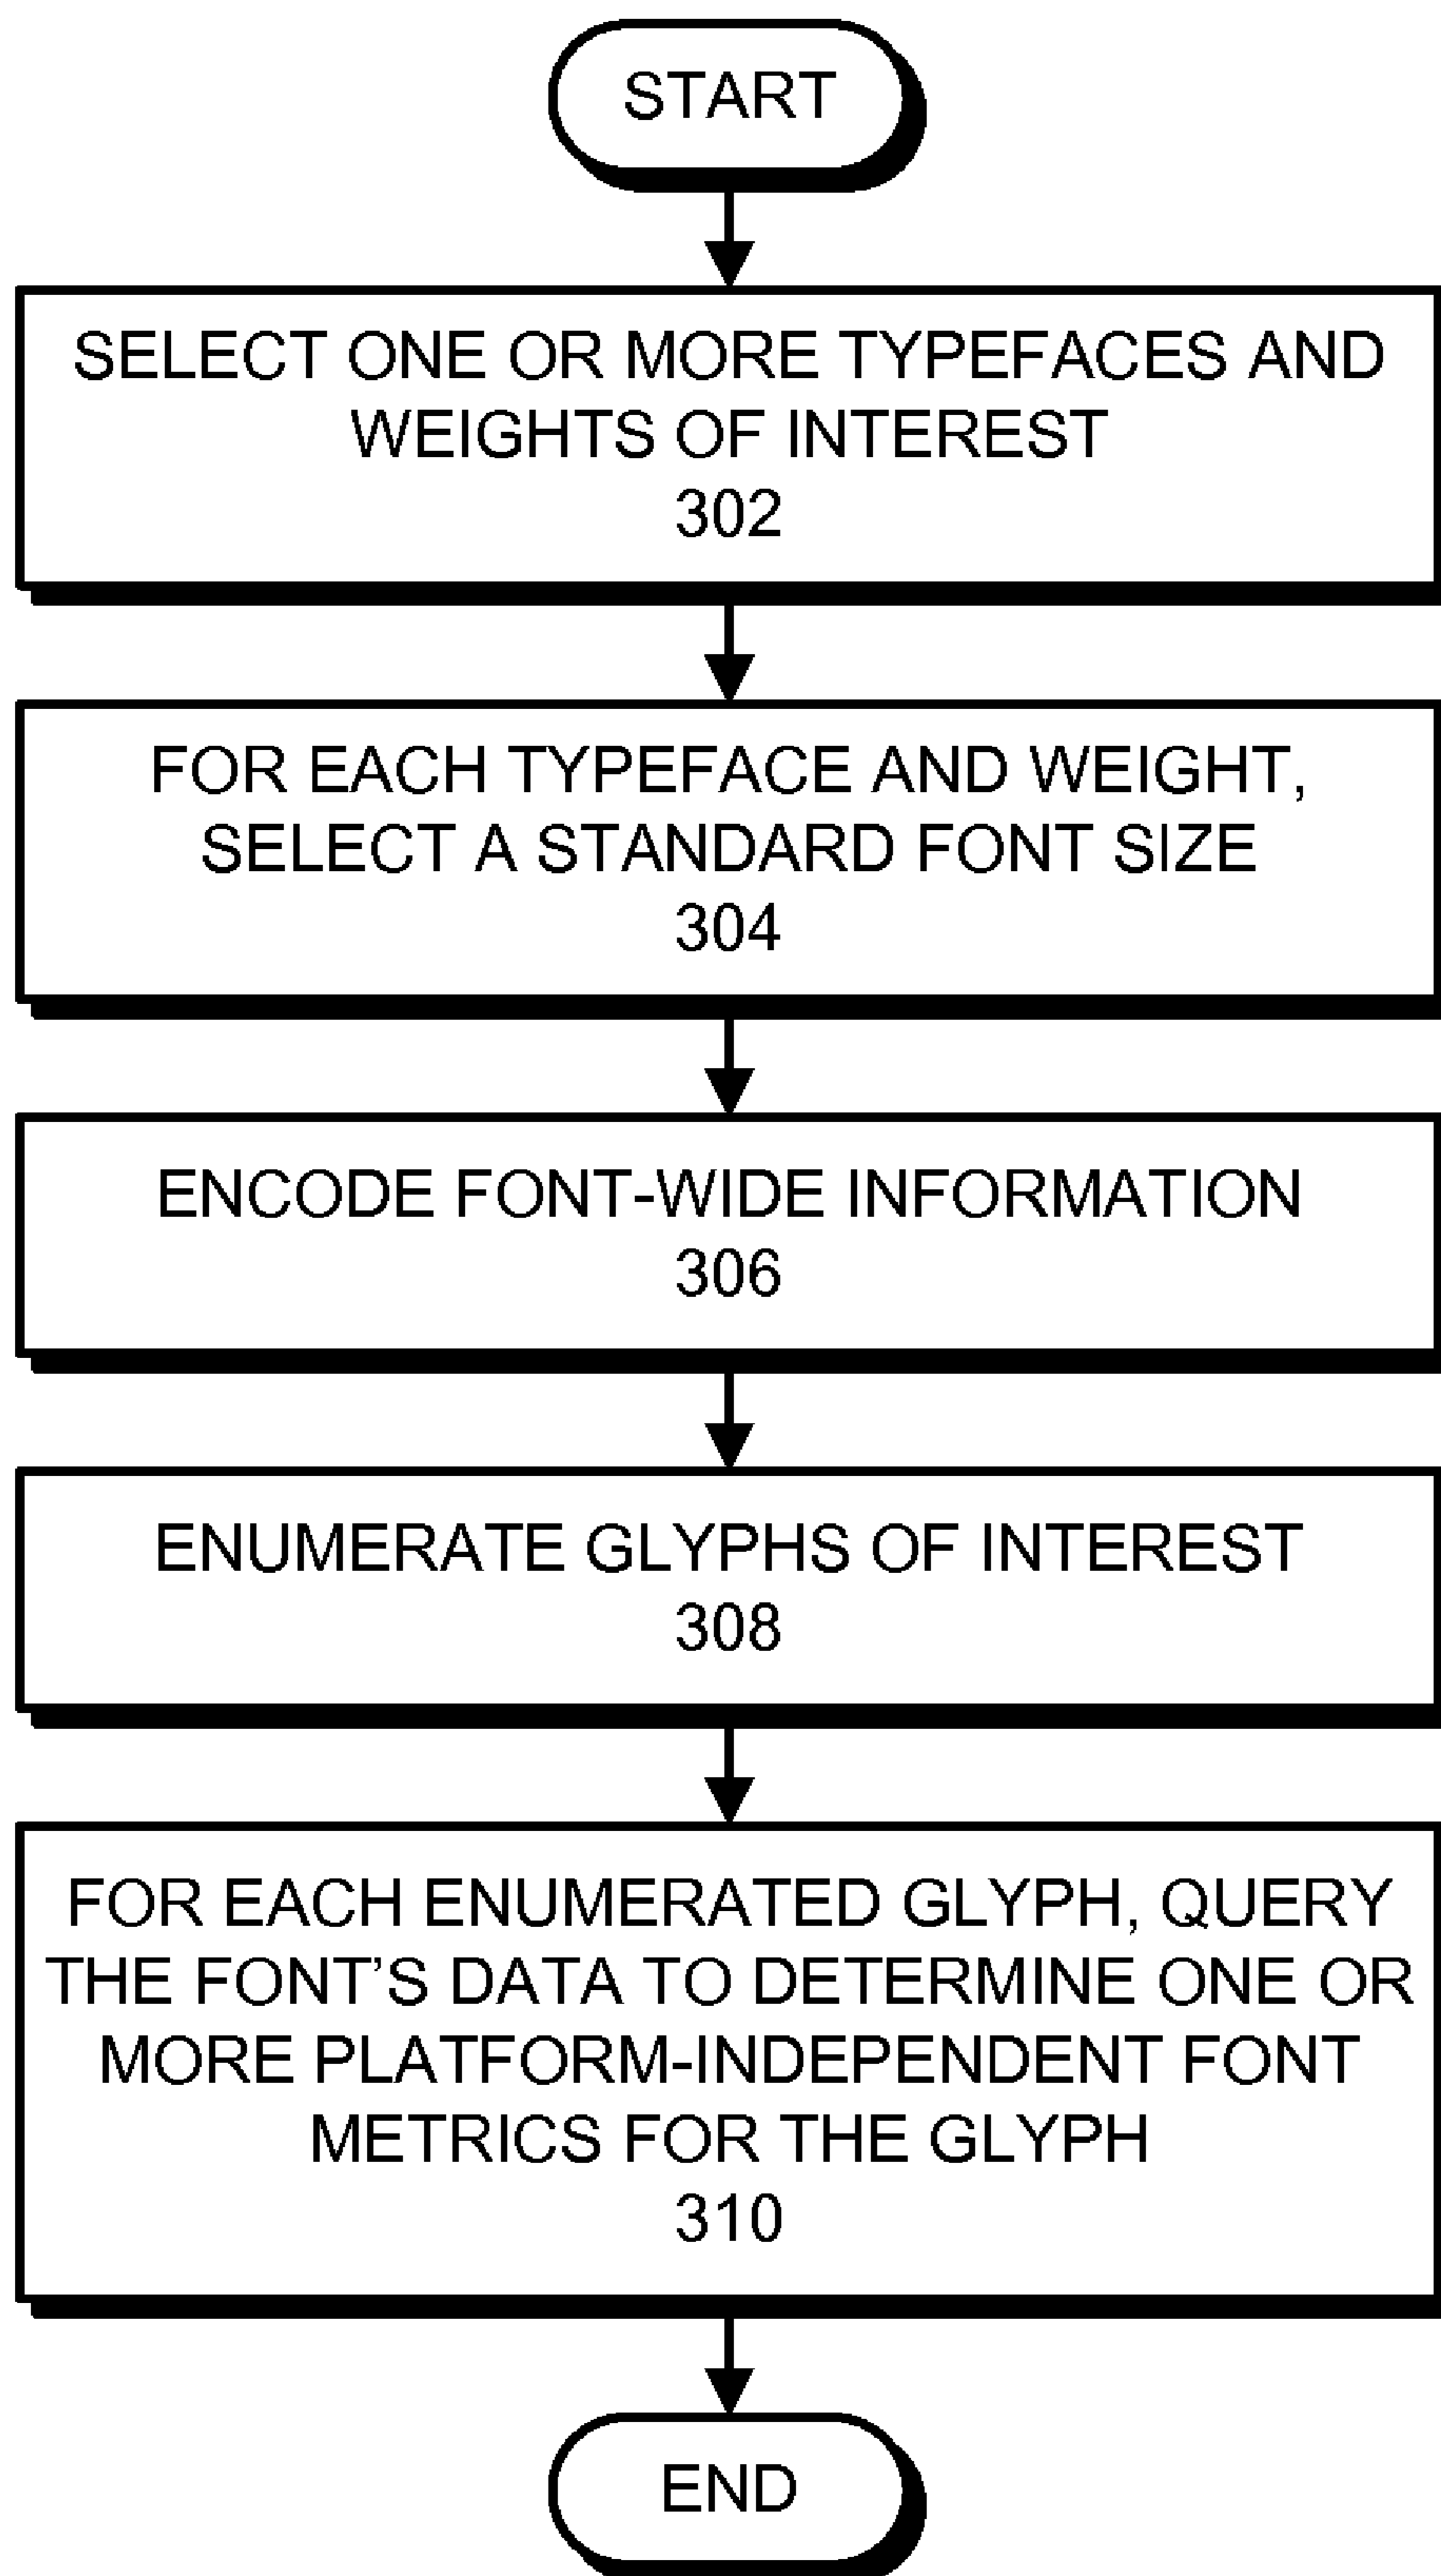 START
SELECT ONE OR MORE TYPEFACES AND
WEIGHTS OF INTEREST
302
FOR EACH TYPEFACE AND WEIGHT,
SELECT A STANDARD FONT SIZE
304
ENCODE FONT-WIDE INFORMATION
306
ENUMERATE GLYPHS OF INTEREST
308
FOR EACH ENUMERATED GLYPH, QUERY
THE FONT’S DATA TO DETERMINE ONE OR
MORE PLATFORM-INDEPENDENT FONT
METRICS FOR THE GLYPH
310
END